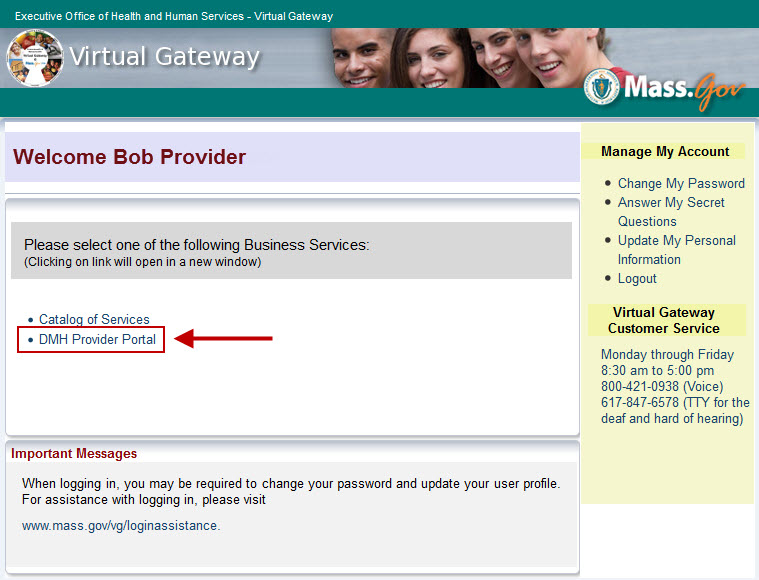 Executive Office of Health and Human Services - Virtual Gateway
Virtual Gateway
Mass.Gov
Welcome Bob Provider
Please select one of the following Business Services:
(Clicking on link will open in a new window)
• Catalog of Services
• DMH Provider Portal
Important Messages
When logging in, you may be required to change your password and update your user profile.
For assistance with logging in, please visit
www.mass.gov/vg/loginassistance.
Manage My Account
• Change My Password
• Answer My Secret
Questions
• Update My Personal
Information
• Logout
Virtual Gateway
Customer Service
Monday through Friday
8:30 am to 5:00 pm
800-421-0938 (Voice)
617-847-6578 (TTY for the
deaf and hard of hearing)